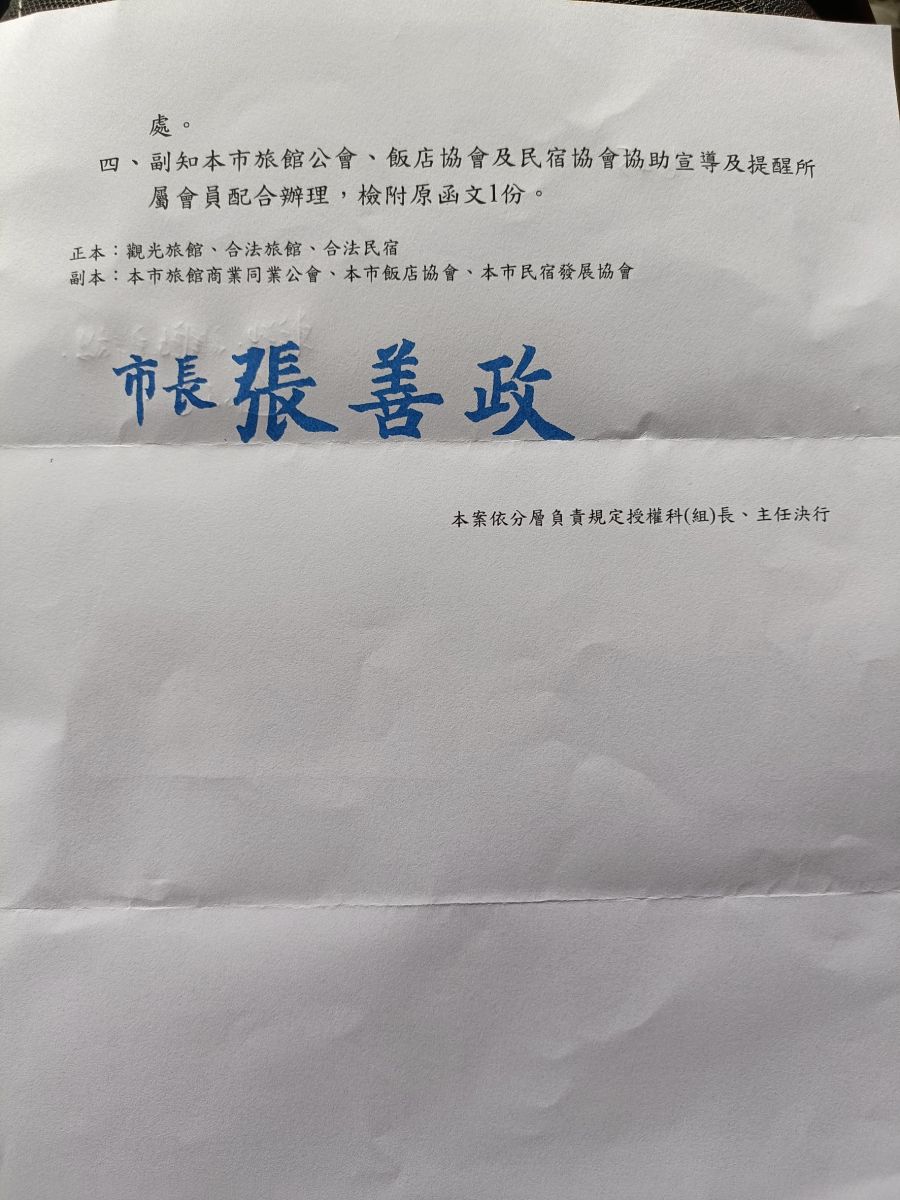 處。
四、副知本市旅館公會、飯店協會及民宿協會協助宣導及提醒所
屬會員配合辦理，檢附原函文1份。
正本：觀光旅館、合法旅館、合法民宿
副本：本市旅館商業同業公會、本市飯店協會、本市民宿發展協會
市長張善政
本案依分層負責規定授權科(組)長、主任決行